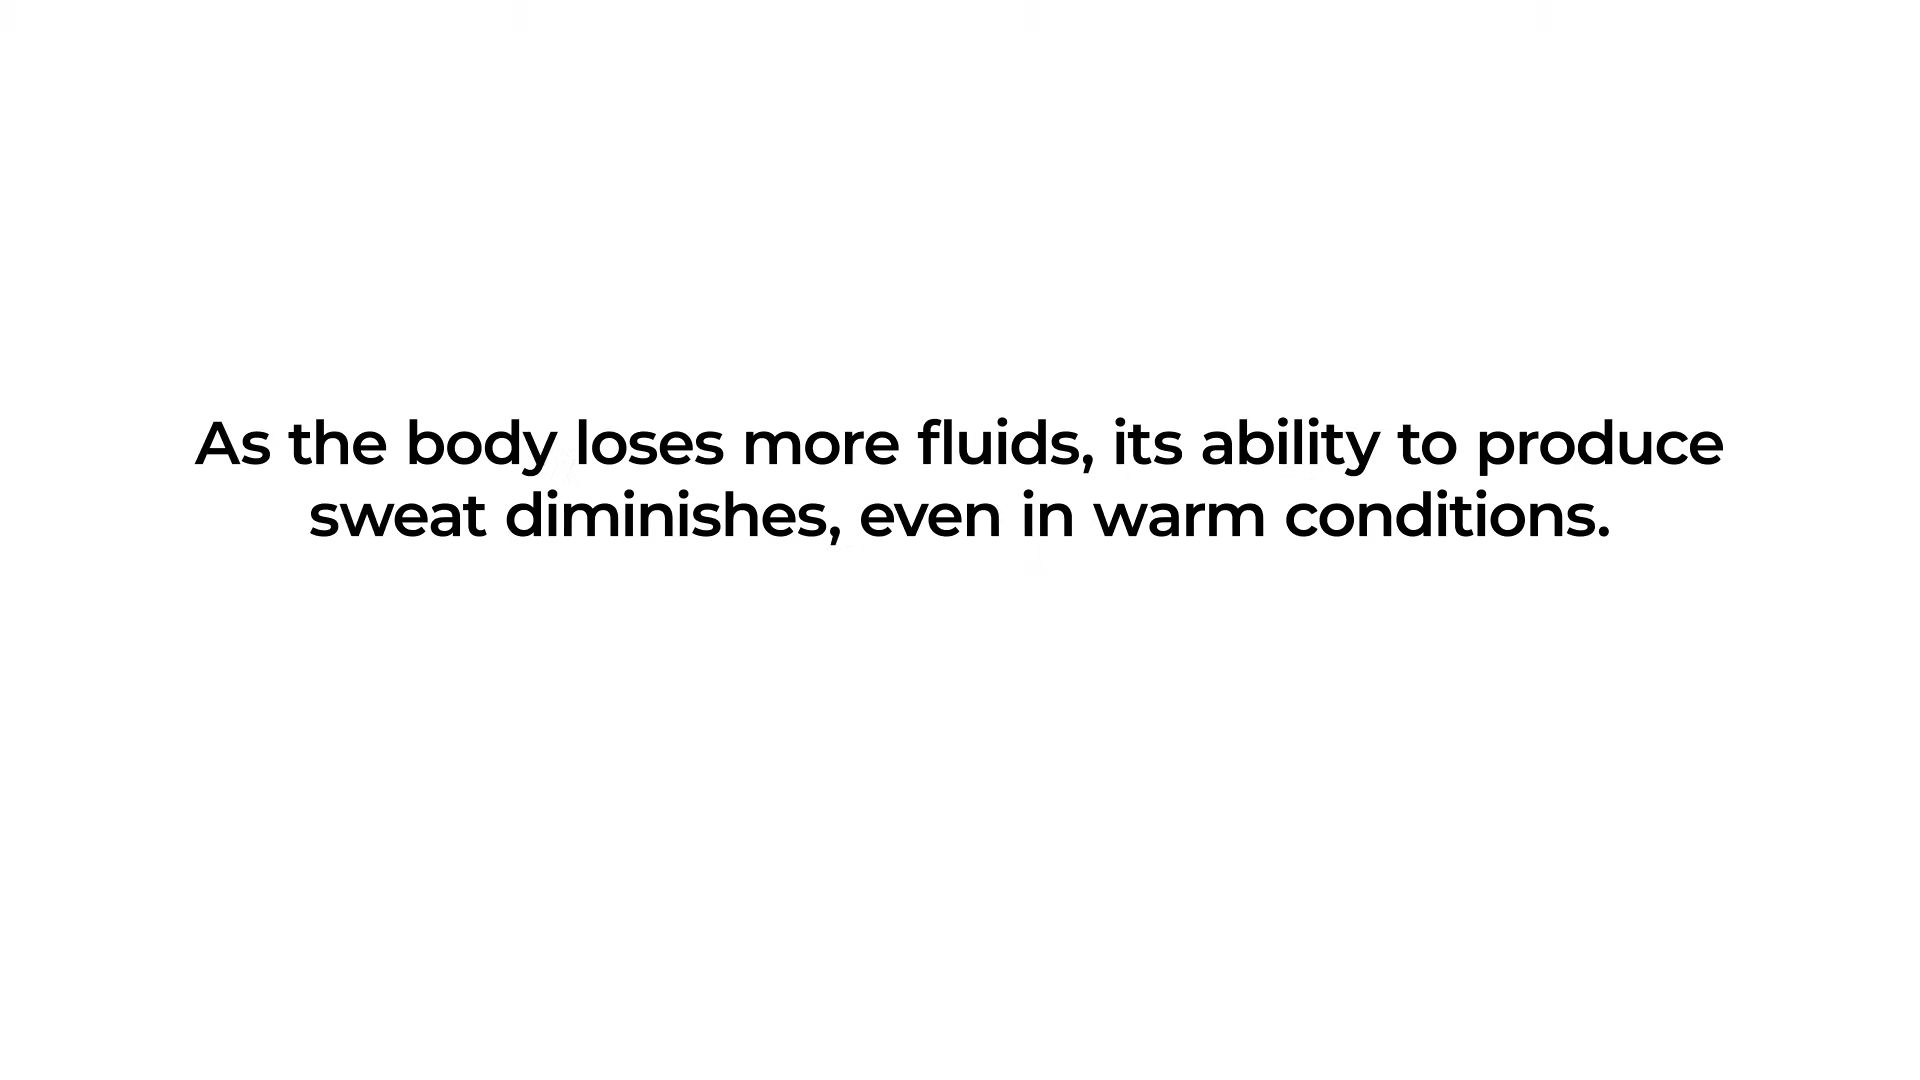 As the body loses more fluids, its ability to produce
sweat diminishes, even in warm conditions.